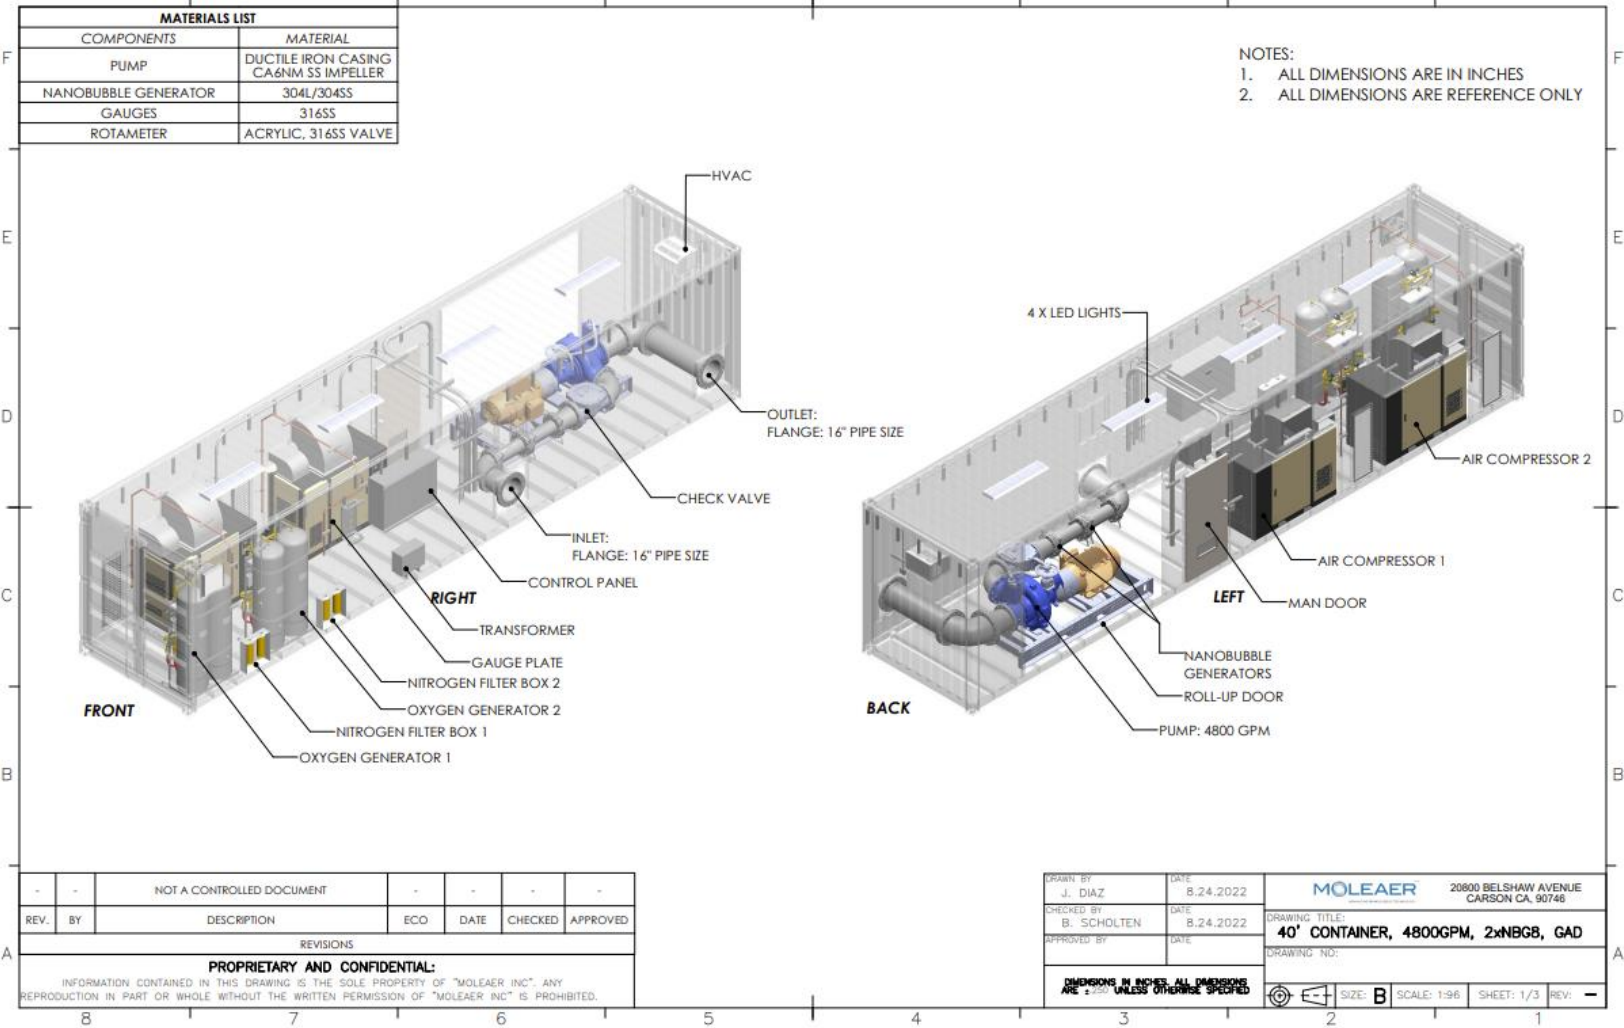 MATERIALS LIST
COMPONENTS MATERIAL
PUMP DUCTILE IRON CASING
CA6NM SS IMPELLER
NANOBUBBLE GENERATOR 304L/304SS
GAUGES 316SS
ROTAMETER ACRYLIC, 316SS VALVE
NOTES:
1. ALL DIMENSIONS ARE IN INCHES
2. ALL DIMENSIONS ARE REFERENCE ONLY
F
F
E
E
D
D
C
C
B
B
A
A
HVAC
OUTLET:
FLANGE: 16" PIPE SIZE
CHECK VALVE
INLET:
FLANGE: 16" PIPE SIZE
CONTROL PANEL
RIGHT
TRANSFORMER
GAUGE PLATE
NITROGEN FILTER BOX 2
OXYGEN GENERATOR 2
NITROGEN FILTER BOX 1
OXYGEN GENERATOR 1
FRONT
4 X LED LIGHTS
AIR COMPRESSOR 2
AIR COMPRESSOR 1
LEFT
MAN DOOR
NANOBUBBLE
GENERATORS
ROLL-UP DOOR
PUMP: 4800 GPM
BACK
- - NOT A CONTROLLED DOCUMENT - - - -
REV. BY DESCRIPTION ECO DATE CHECKED APPROVED
REVISIONS
PROPRIETARY AND CONFIDENTIAL:
INFORMATION CONTAINED IN THIS DRAWING IS THE SOLE PROPERTY OF "MOLEAER INC". ANY
REPRODUCTION IN PART OR WHOLE WITHOUT THE WRITTEN PERMISSION OF "MOLEAER INC" IS PROHIBITED.
DRAWN BY DATE
J. DIAZ 8.24.2022
CHECKED BY DATE
B. SCHOLTEN 8.24.2022
APPROVED BY DATE
DIMENSIONS IN INCHES. ALL DIMENSIONS
ARE ±.250 UNLESS OTHERWISE SPECIFIED
MOLEAER
20800 BELSHAW AVENUE
CARSON CA, 90746
DRAWING TITLE:
40' CONTAINER, 4800GPM, 2xNBG8, GAD
DRAWING NO:
SIZE: B SCALE: 1:96 SHEET: 1/3 REV: -
8 7 6 5 4 3 2 1